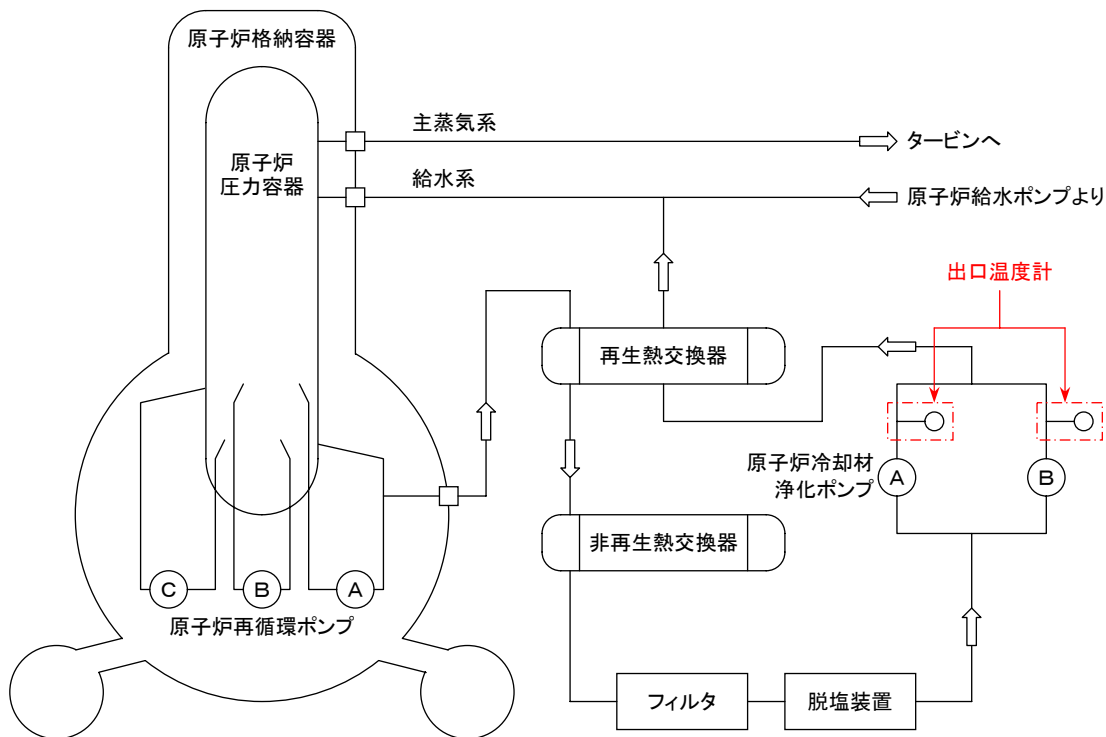 原子炉格納容器
主蒸気系
タービンへ
原子炉
圧力容器
給水系
原子炉給水ポンプより
出口温度計
再生熱交換器
原子炉冷却材
浄化ポンプ
A
B
非再生熱交換器
C
B
A
原子炉再循環ポンプ
フィルタ
脱塩装置